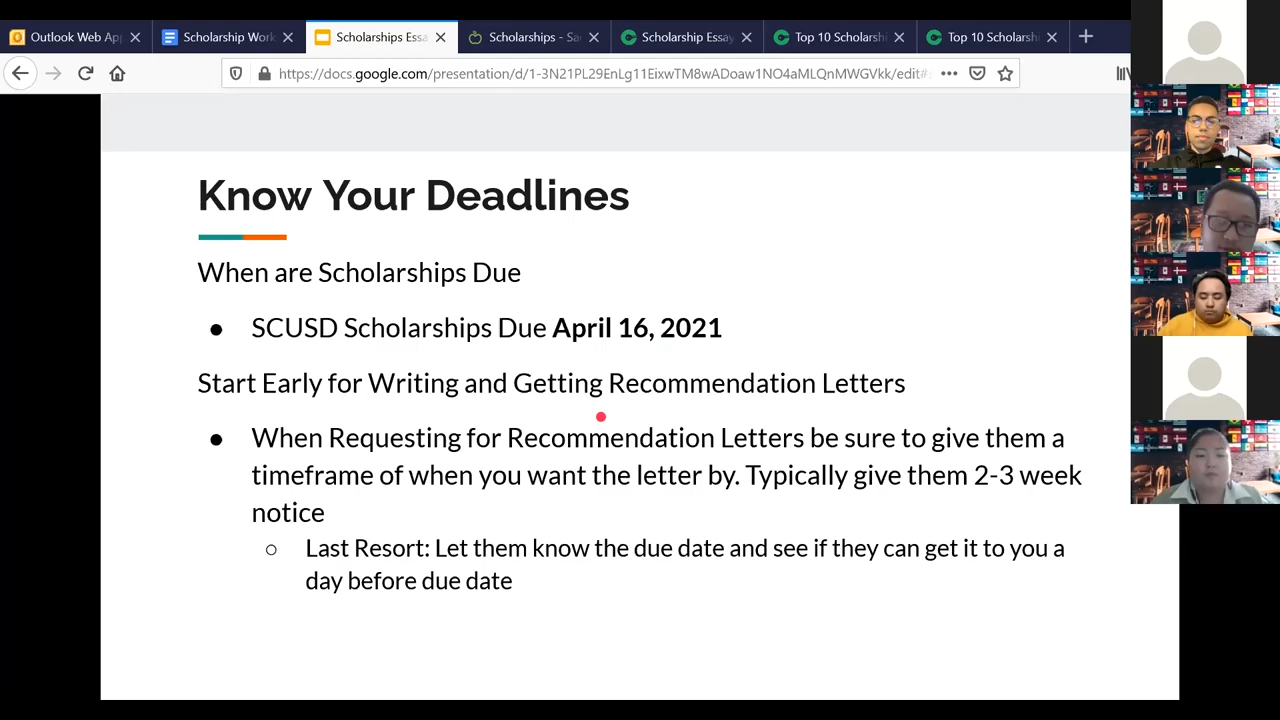 Outlook Web Ap
Scholarship Work
Scholarships Essa
Scholarships - Sa
Scholarship Essay
Top 10 Scholarsh
Top 10 Scholarsh
https://docs.google.com/presentation/d/1-3N21PL29EnLg11EixwTM8wADoaw1NO4aMLQnMWGVkk/edit#
Know Your Deadlines
When are Scholarships Due
● SCUSD Scholarships Due April 16, 2021
Start Early for Writing and Getting Recommendation Letters
● When Requesting for Recommendation Letters be sure to give them a
timeframe of when you want the letter by. Typically give them 2-3 week
notice
○ Last Resort: Let them know the due date and see if they can get it to you a
day before due date